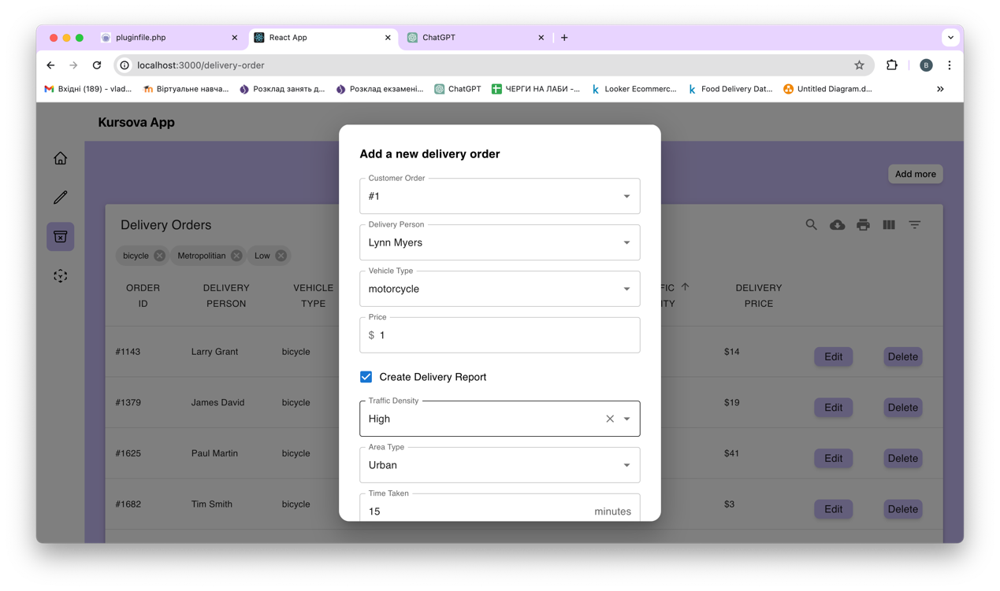 pluginfile.php
React App
ChatGPT
localhost:3000/delivery-order
B
Вхідні (189) - vlad...
Віртуальне навча...
Розклад занять д...
Розклад екзамені...
ChatGPT
ЧЕРГИ НА ЛАБИ -...
Looker Ecommerc...
Food Delivery Dat...
Untitled Diagram.d...
Kursova App
Add more
Delivery Orders
bicycle
Metropolitian
Low
ORDER ID
DELIVERY PERSON
VEHICLE TYPE
FIC
ITY
DELIVERY PRICE
#1143 Larry Grant bicycle $14 Edit Delete
#1379 James David bicycle $19 Edit Delete
#1625 Paul Martin bicycle $41 Edit Delete
#1682 Tim Smith bicycle $3 Edit Delete
Add a new delivery order
Customer Order
#1
Delivery Person
Lynn Myers
Vehicle Type
motorcycle
Price
$ 1
Create Delivery Report
Traffic Density
High
Area Type
Urban
Time Taken
15 minutes